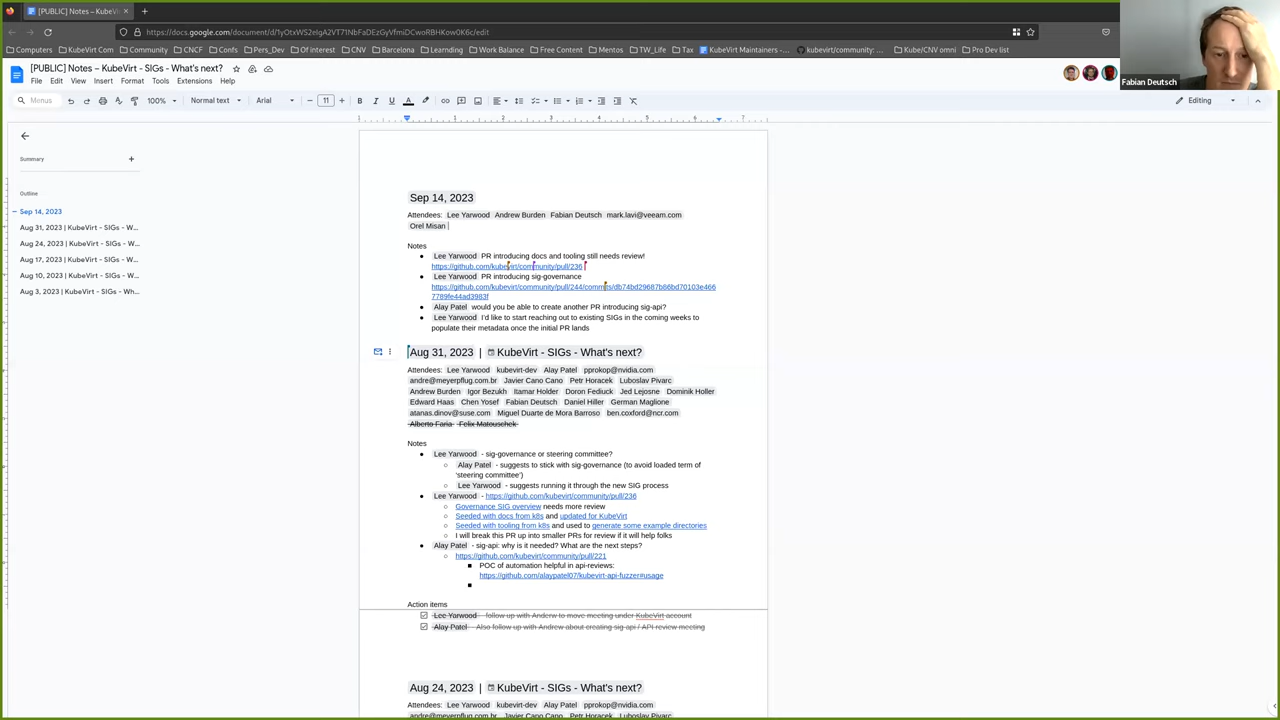 [PUBLIC] Notes – KubeVi
https://docs.google.com/document/d/1yOtxWS2eIgA2VT71NbFaDEzGyVfmiDCwoRBHKow0K6c/edit
Computers KubeVirt Com Community CNCF Confs Pers_Dev Of interest CNV Barcelona Learnding Work Balance Free Content Mentos TW_Life Tax KubeVirt Maintainers - kubevirt/community: Kube/CNV omni Pro Dev list
[PUBLIC] Notes – KubeVirt - SIGs - What's next?
File Edit View Insert Format Tools Extensions Help
Fabian Deutsch
Menus 100% Normal text Arial 11 Editing
Summary
Outline
Sep 14, 2023
Aug 31, 2023 | KubeVirt - SIGs - W...
Aug 24, 2023 | KubeVirt - SIGs - W...
Aug 17, 2023 | KubeVirt - SIGs - W...
Aug 10, 2023 | KubeVirt - SIGs - W...
Aug 3, 2023 | KubeVirt - SIGs - Wh...
Sep 14, 2023
Attendees: Lee Yarwood Andrew Burden Fabian Deutsch mark.lavi@veeam.com
Orel Misan
Notes
Lee Yarwood PR introducing docs and tooling still needs review!
https://github.com/kubevirt/community/pull/236
Lee Yarwood PR introducing sig-governance
https://github.com/kubevirt/community/pull/244/commits/db74bd29687b86bd70103e466
7789fe44ad3983f
Alay Patel would you be able to create another PR introducing sig-api?
Lee Yarwood I'd like to start reaching out to existing SIGs in the coming weeks to
populate their metadata once the initial PR lands
Aug 31, 2023 | KubeVirt - SIGs - What's next?
Attendees: Lee Yarwood kubevirt-dev Alay Patel pprokop@nvidia.com
andre@meyerpflug.com.br Javier Cano Cano Petr Horacek Luboslav Pivarc
Andrew Burden Igor Bezukh Itamar Holder Doron Fediuck Jed Lejosne Dominik Holler
Edward Haas Chen Yosef Fabian Deutsch Daniel Hiller German Maglione
atanas.dinov@suse.com Miguel Duarte de Mora Barroso ben.coxford@ncr.com
Alberto Faria Felix Matouschek
Notes
Lee Yarwood - sig-governance or steering committee?
Alay Patel - suggests to stick with sig-governance (to avoid loaded term of
'steering committee')
Lee Yarwood - suggests running it through the new SIG process
Lee Yarwood - https://github.com/kubevirt/community/pull/236
Governance SIG overview needs more review
Seeded with docs from k8s and updated for KubeVirt
Seeded with tooling from k8s and used to generate some example directories
I will break this PR up into smaller PRs for review if it will help folks
Alay Patel - sig-api: why is it needed? What are the next steps?
https://github.com/kubevirt/community/pull/221
POC of automation helpful in api-reviews:
https://github.com/alaypatel07/kubevirt-api-fuzzer#usage
Action items
Lee Yarwood - follow up with Anderw to move meeting under KubeVirt account
Alay Patel - Also follow up with Andrew about creating sig-api / API review meeting
Aug 24, 2023 | KubeVirt - SIGs - What's next?
Attendees: Lee Yarwood kubevirt-dev Alay Patel pprokop@nvidia.com
andre@meyerpflug.com.br Javier Cano Cano Petr Horacek Luboslav Pivarc